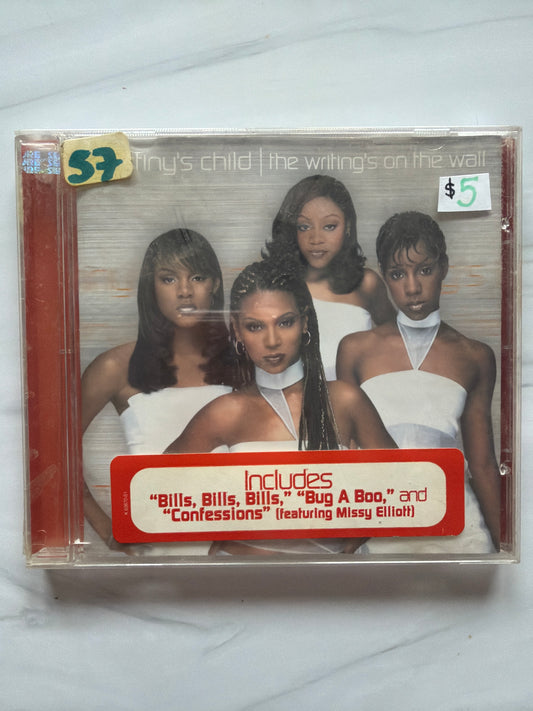 57
tiny's child | the writing's on the wall
$5
Includes
"Bills, Bills, Bills," "Bug A Boo," and
"Confessions" (featuring Missy Elliott)